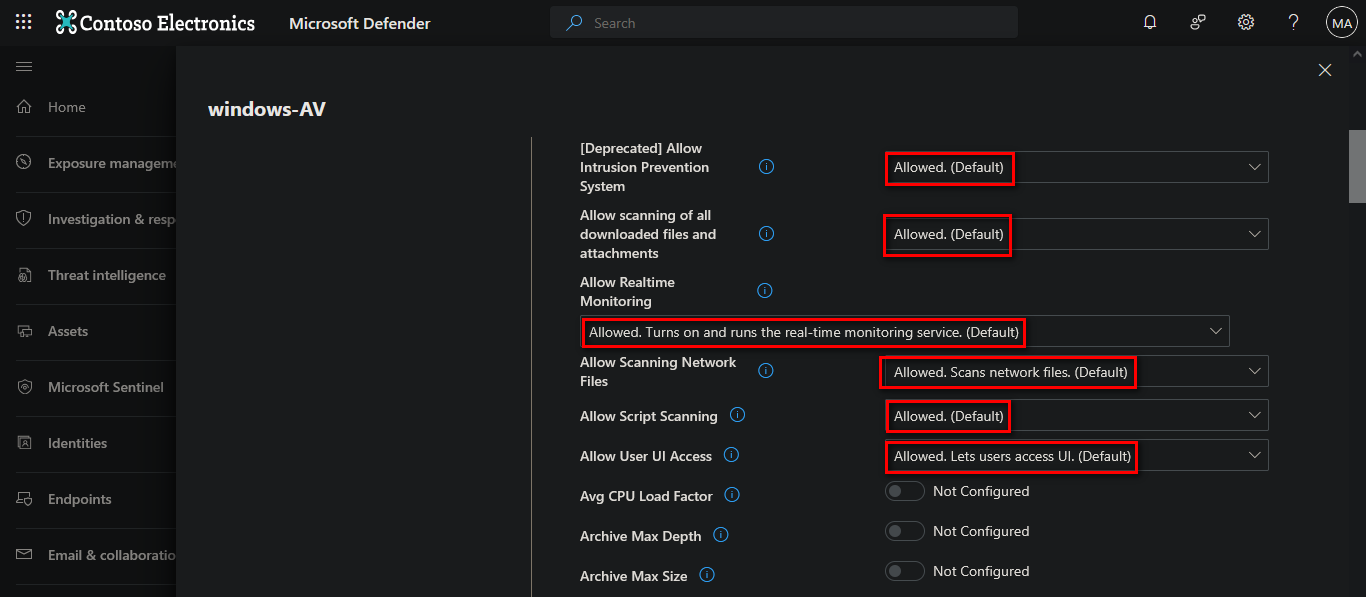 Contoso Electronics
Microsoft Defender
Search
MA
Home
Exposure manageme
Investigation & resp
Threat intelligence
Assets
Microsoft Sentinel
Identities
Endpoints
Email & collaboratio
windows-AV
[Deprecated] Allow
Intrusion Prevention
System
Allowed. (Default)
Allow scanning of all
downloaded files and
attachments
Allowed. (Default)
Allow Realtime
Monitoring
Allowed. Turns on and runs the real-time monitoring service. (Default)
Allow Scanning Network
Files
Allowed. Scans network files. (Default)
Allow Script Scanning
Allowed. (Default)
Allow User UI Access
Allowed. Lets users access UI. (Default)
Avg CPU Load Factor
Not Configured
Archive Max Depth
Not Configured
Archive Max Size
Not Configured